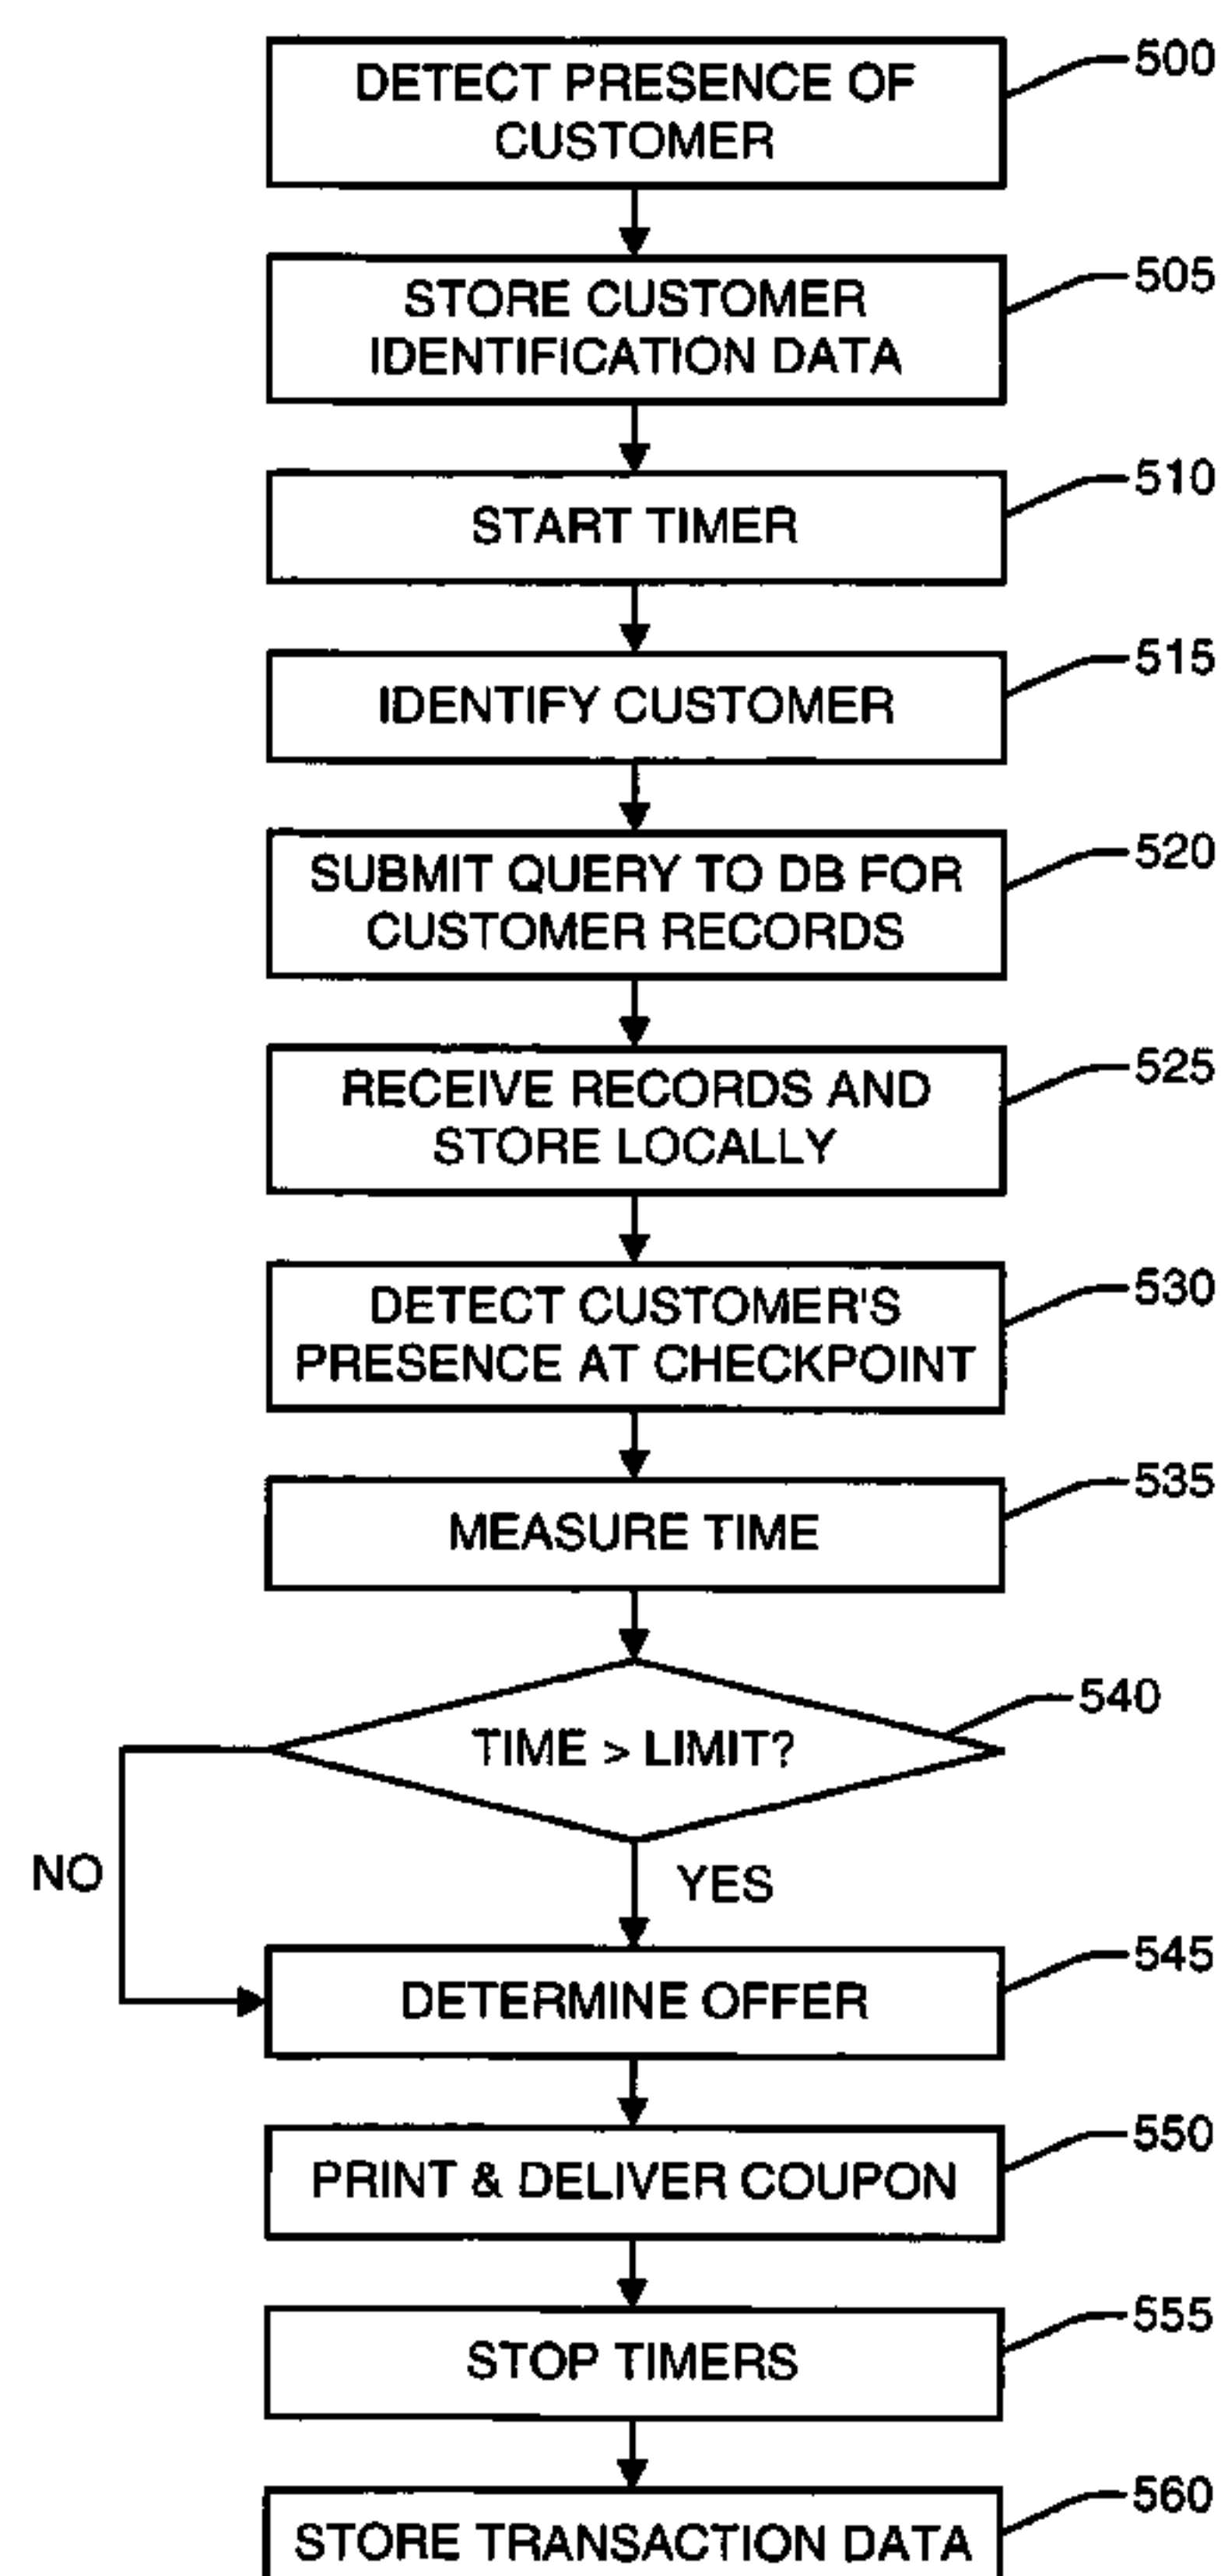 DETECT PRESENCE OF
CUSTOMER
500
STORE CUSTOMER
IDENTIFICATION DATA
505
START TIMER
510
IDENTIFY CUSTOMER
515
SUBMIT QUERY TO DB FOR
CUSTOMER RECORDS
520
RECEIVE RECORDS AND
STORE LOCALLY
525
DETECT CUSTOMER'S
PRESENCE AT CHECKPOINT
530
MEASURE TIME
535
TIME > LIMIT?
540
NO
YES
DETERMINE OFFER
545
PRINT & DELIVER COUPON
550
STOP TIMERS
555
STORE TRANSACTION DATA
560